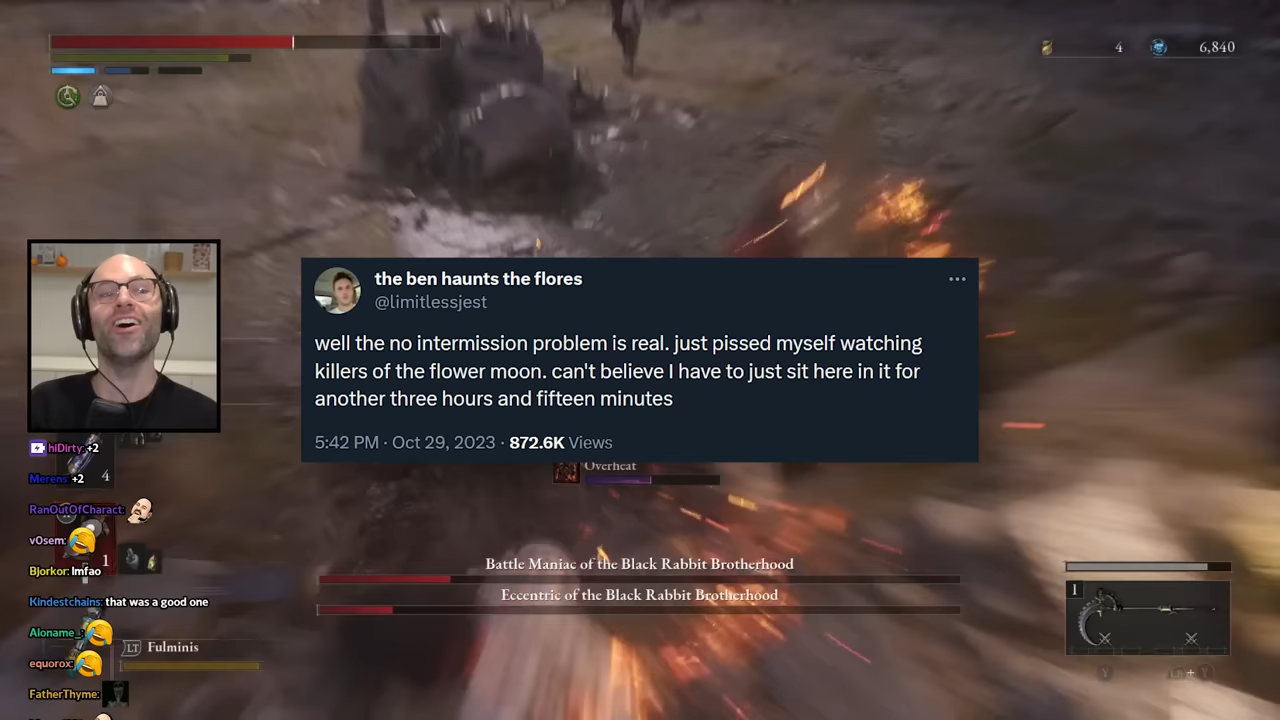 4
6,840
the ben haunts the flores
@limitlessjest
...
well the no intermission problem is real. just pissed myself watching
killers of the flower moon. can't believe I have to just sit here in it for
another three hours and fifteen minutes
5:42 PM · Oct 29, 2023 · 872.6K Views
hiDirty: +2
Merens: +2
4
RanOutOfCharact:
v0sem:
1
Bjorkor: lmfao
Kindestchains: that was a good one
Aloname_:
equorox:
FatherThyme:
LT Fulminis
Overheat
Battle Maniac of the Black Rabbit Brotherhood
Eccentric of the Black Rabbit Brotherhood
1
Y
LB + Y